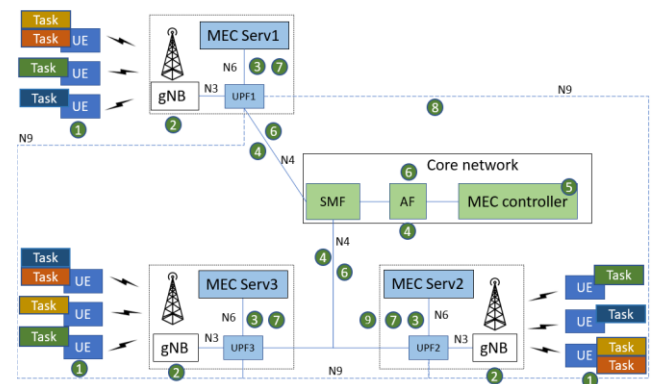 Task
Task UE
Task UE
Task UE
1
MEC Serv1
N6 3 7
gNB N3 UPF1
2
N9
8
N9
6
4
N4
Core network
6
5
SMF AF MEC controller
4
N4
4
6
Task
Task UE
Task UE
Task UE
1
MEC Serv3
N6 3 7
gNB N3 UPF3
2
MEC Serv2
9 7 3 N6
UPF2 N3 gNB
2
UE Task
UE Task
UE Task
Task
1
N9